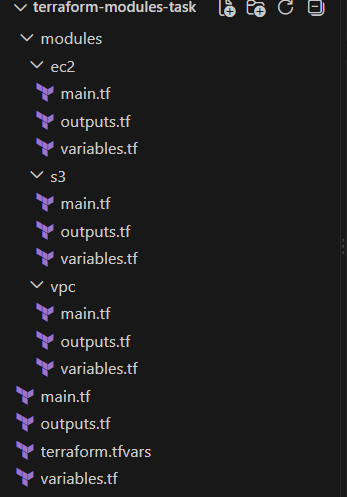 terraform-modules-task
modules
ec2
main.tf
outputs.tf
variables.tf
s3
main.tf
outputs.tf
variables.tf
vpc
main.tf
outputs.tf
variables.tf
main.tf
outputs.tf
terraform.tfvars
variables.tf